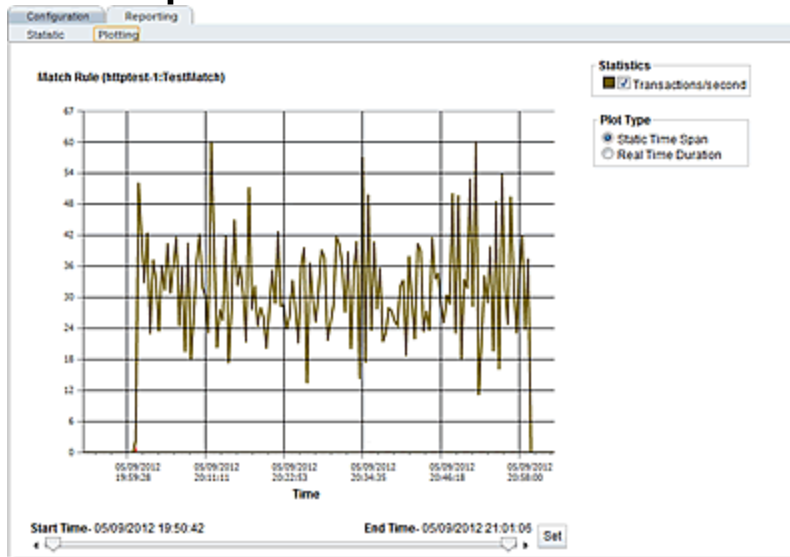 Configuration Reporting
Statistic Plotting
Match Rule (httptest-1:TestMatch)
Statistics
Transactions/second
Plot Type
Static Time Span
Real Time Duration
67
60
54
48
42
36
30
24
18
12
6
0
05/09/2012 05/09/2012 05/09/2012 05/09/2012 05/09/2012 05/09/2012
19:59:28 20:11:11 20:22:53 20:34:35 20:46:18 20:58:00
Time
Start Time- 05/09/2012 19:50:42 End Time- 05/09/2012 21:01:06 Set